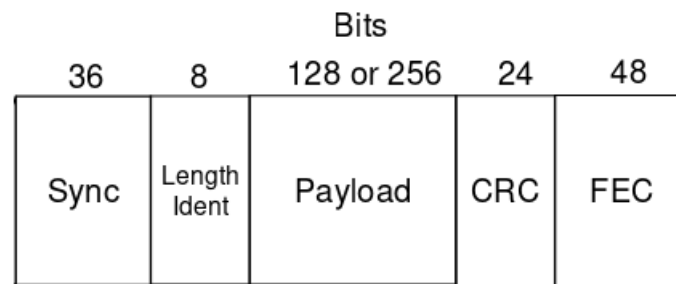 Bits
36 8 128 or 256 24 48
Sync Length Ident Payload CRC FEC